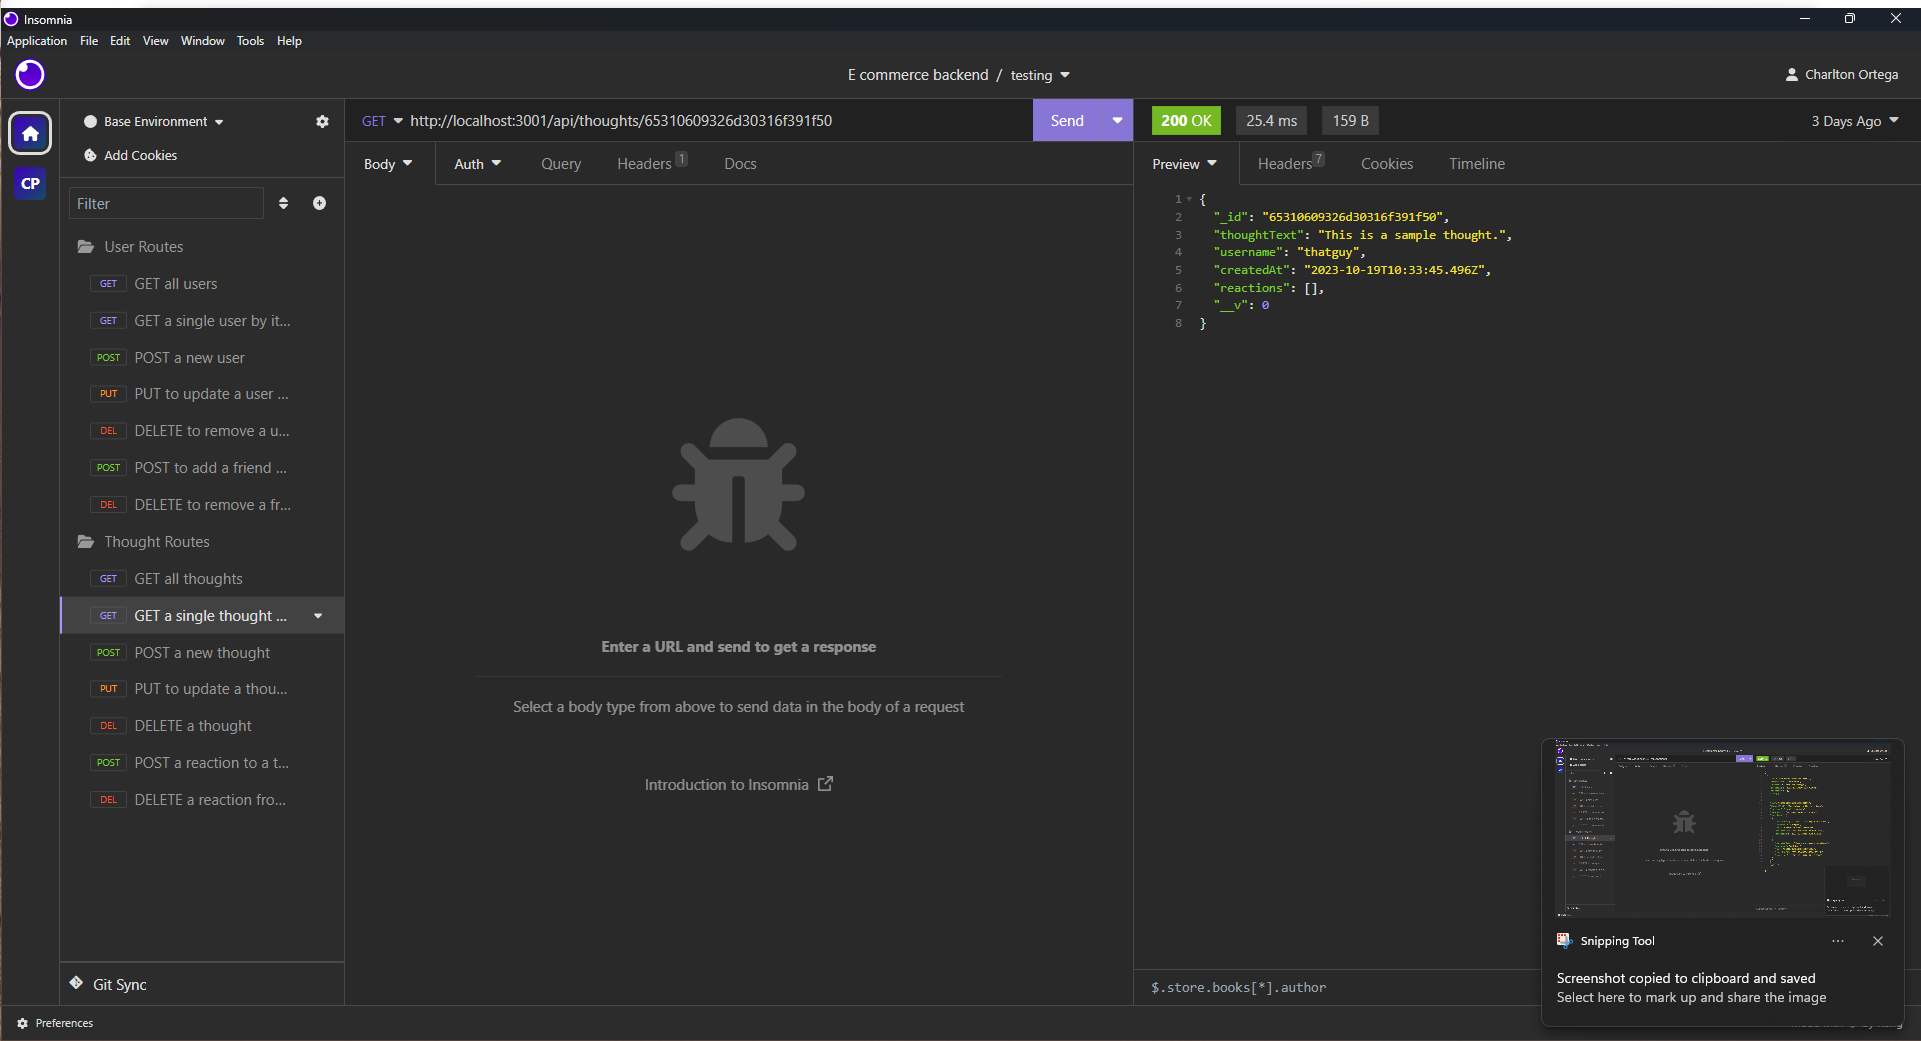 Insomnia
Application File Edit View Window Tools Help
E commerce backend / testing
Charlton Ortega
Base Environment
Add Cookies
CP
Filter
User Routes
GET GET all users
GET GET a single user by it...
POST POST a new user
PUT PUT to update a user ...
DEL DELETE to remove a u...
POST POST to add a friend ...
DEL DELETE to remove a fr...
Thought Routes
GET GET all thoughts
GET GET a single thought ...
POST POST a new thought
PUT PUT to update a thou...
DEL DELETE a thought
POST POST a reaction to a t...
DEL DELETE a reaction fro...
Git Sync
Preferences
GET http://localhost:3001/api/thoughts/65310609326d30316f391f50 Send
Body Auth Query Headers 1 Docs
Enter a URL and send to get a response
Select a body type from above to send data in the body of a request
Introduction to Insomnia
200 OK 25.4 ms 159 B 3 Days Ago
Preview Headers 7 Cookies Timeline
1 {
2 "_id": "65310609326d30316f391f50",
3 "thoughtText": "This is a sample thought.",
4 "username": "thatguy",
5 "createdAt": "2023-10-19T10:33:45.496Z",
6 "reactions": [],
7 "__v": 0
8 }
$.store.books[*].author
Snipping Tool
Screenshot copied to clipboard and saved
Select here to mark up and share the image